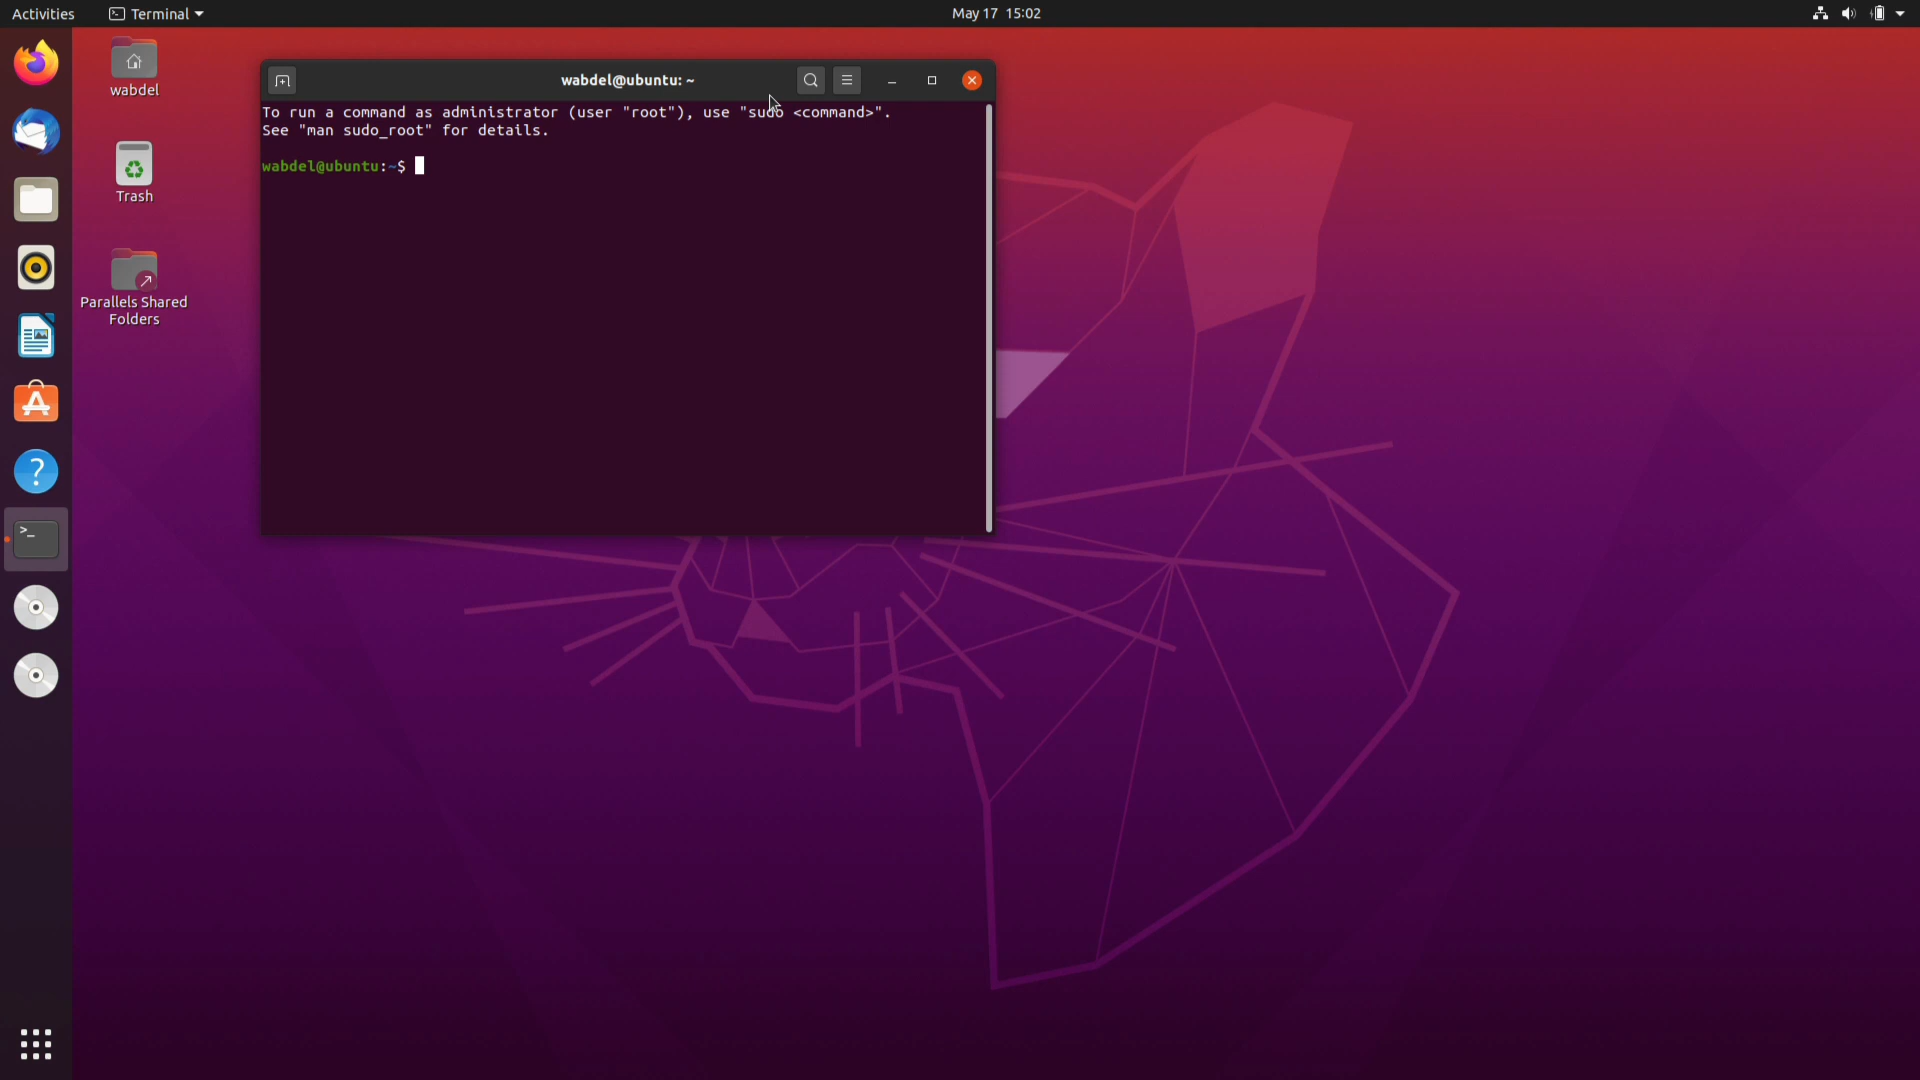 Activities
Terminal
May 17 15:02
wabdel
Trash
Parallels Shared
Folders
wabdel@ubuntu: ~
To run a command as administrator (user "root"), use "sudo <command>".
See "man sudo_root" for details.
wabdel@ubuntu:~$